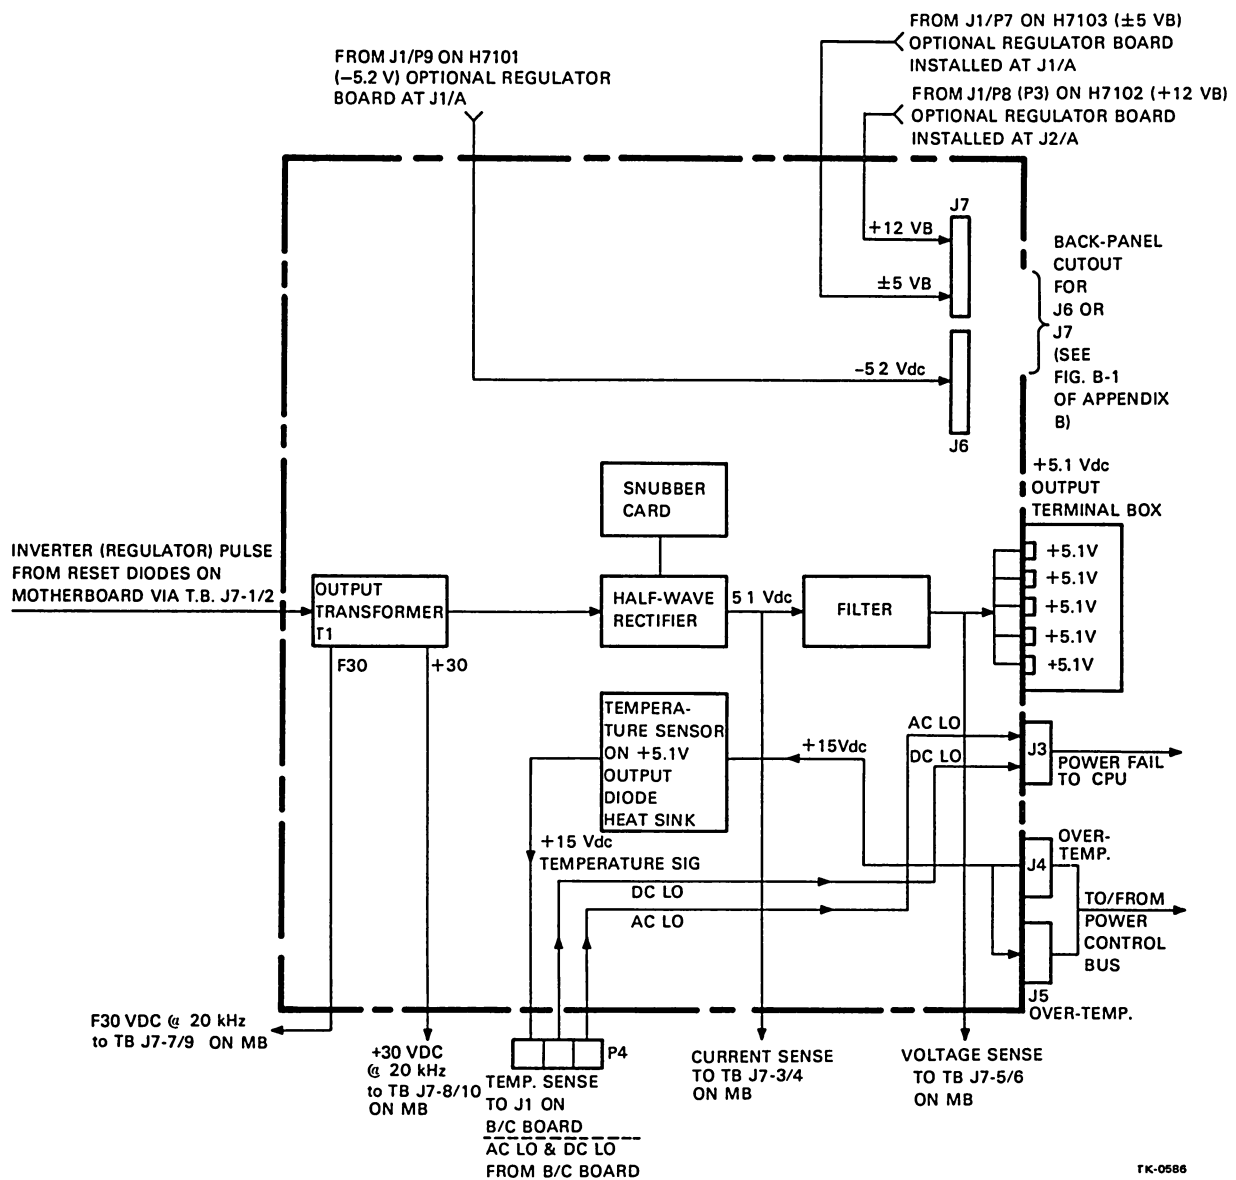 FROM J1/P7 ON H7103 (±5 VB)
OPTIONAL REGULATOR BOARD
INSTALLED AT J1/A
FROM J1/P9 ON H7101
(−5.2 V) OPTIONAL REGULATOR
BOARD AT J1/A
FROM J1/P8 (P3) ON H7102 (+12 VB)
OPTIONAL REGULATOR BOARD
INSTALLED AT J2/A
J7
+12 VB
±5 VB
BACK-PANEL
CUTOUT
FOR
J6 OR
J7
(SEE
FIG. B-1
OF APPENDIX
B)
−5 2 Vdc
J6
+5.1 Vdc
OUTPUT
TERMINAL BOX
SNUBBER
CARD
INVERTER (REGULATOR) PULSE
FROM RESET DIODES ON
MOTHERBOARD VIA T.B. J7-1/2
OUTPUT
TRANSFORMER
T1
HALF-WAVE
RECTIFIER
5 1 Vdc
FILTER
+5.1V
+5.1V
+5.1V
+5.1V
+5.1V
F30
+30
TEMPERA-
TURE SENSOR
ON +5.1V
OUTPUT
DIODE
HEAT SINK
+15Vdc
AC LO
DC LO
J3
POWER FAIL
TO CPU
+15 Vdc
TEMPERATURE SIG
DC LO
AC LO
OVER-
TEMP.
J4
TO/FROM
POWER
CONTROL
BUS
J5
OVER-TEMP.
F30 VDC @ 20 kHz
to TB J7-7/9 ON MB
+30 VDC
@ 20 kHz
to TB J7-8/10
ON MB
P4
TEMP. SENSE
TO J1 ON
B/C BOARD
AC LO & DC LO
FROM B/C BOARD
CURRENT SENSE
TO TB J7-3/4
ON MB
VOLTAGE SENSE
TO TB J7-5/6
ON MB
TK-0586